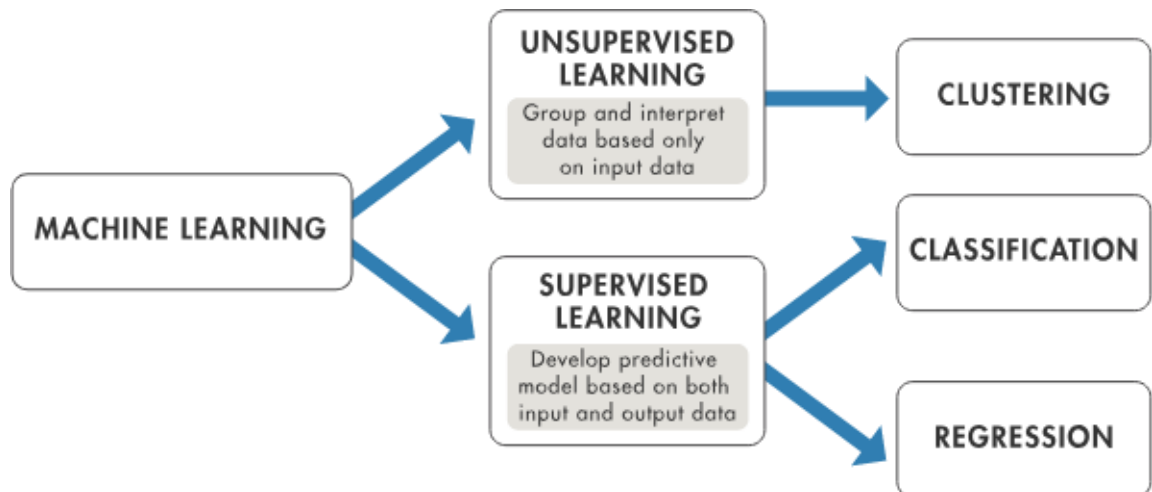 MACHINE LEARNING
UNSUPERVISED
LEARNING
Group and interpret
data based only
on input data
SUPERVISED
LEARNING
Develop predictive
model based on both
input and output data
CLUSTERING
CLASSIFICATION
REGRESSION